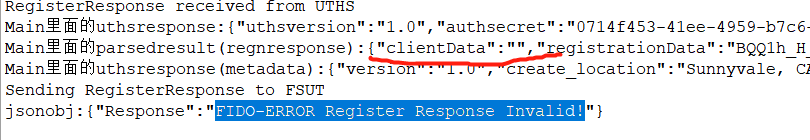 RegisterResponse received from UTHS
Main里面的uthsresponse:{"uthsversion":"1.0","authsecret":"0714f453-41ee-4959-b7c6-
Main里面的parsedresult(regnresponse):{"clientData":"","registrationData":"BQQ1h_H_
Main里面的uthsresponse(metadata):{"version":"1.0","create_location":"Sunnyvale, CA
Sending RegisterResponse to FSUT
jsonobj:{"Response":"FIDO-ERROR Register Response Invalid!"}